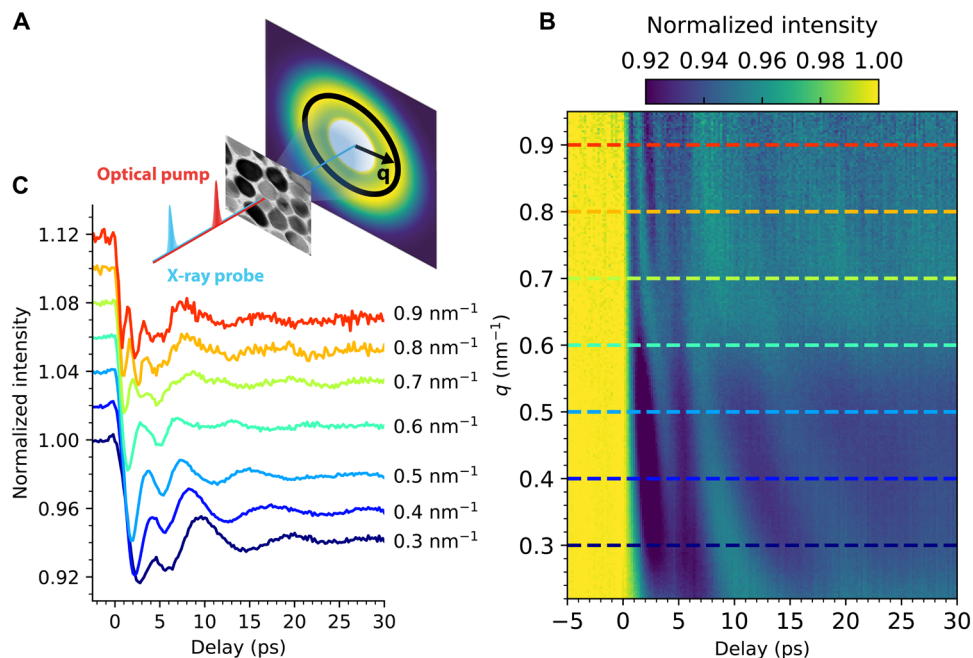 A
Optical pump
X-ray probe
q
B
Normalized intensity
0.92 0.94 0.96 0.98 1.00
0.9
0.8
0.7
0.6
0.5
0.4
0.3
q (nm⁻¹)
−5 0 5 10 15 20 25 30
Delay (ps)
C
Normalized intensity
1.12
1.08
1.04
1.00
0.96
0.92
0.9 nm⁻¹
0.8 nm⁻¹
0.7 nm⁻¹
0.6 nm⁻¹
0.5 nm⁻¹
0.4 nm⁻¹
0.3 nm⁻¹
0 5 10 15 20 25 30
Delay (ps)